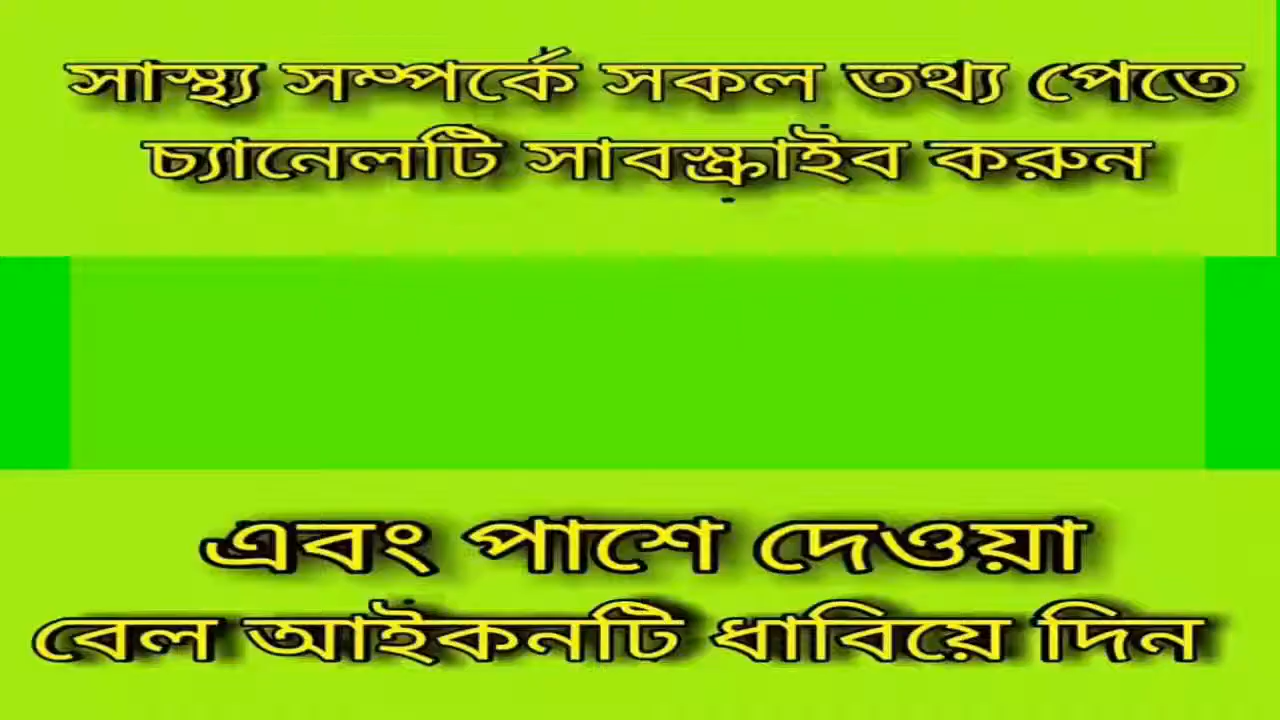 সাস্থ্য সম্পর্কে সকল তথ্য পেতে
চ্যানেলটি সাবস্ক্রাইব করুন
এবং পাশে দেওয়া
বেল আইকনটি ধাবিয়ে দিন